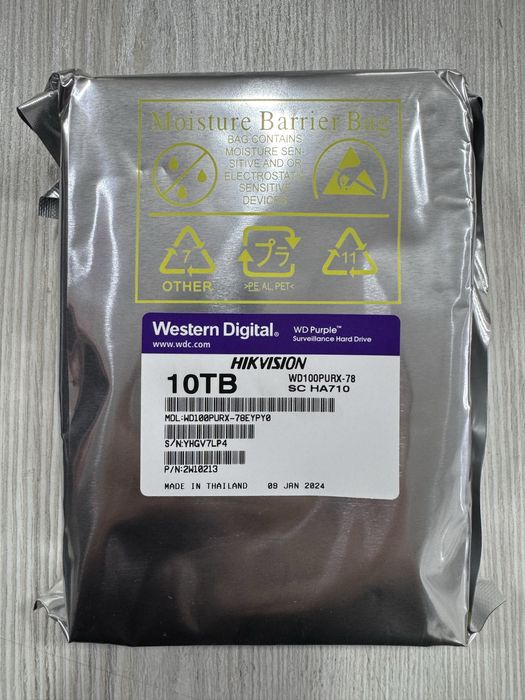 Moisture Barrier Bag
BAG CONTAINS
MOISTURE SEN-
SITIVE AND OR
ELECTROSTATIC
SENSITIVE
DEVICES
7
OTHER
プラ
>PE,AL,PET<
11
Western Digital®
www.wdc.com
WD Purple™
Surveillance Hard Drive
HIKVISION
10TB
WD100PURX-78
SC HA710
MDL:WD100PURX-78EYPY0
S/N:YHGV7LP4
P/N:2W10213
MADE IN THAILAND 09 JAN 2024